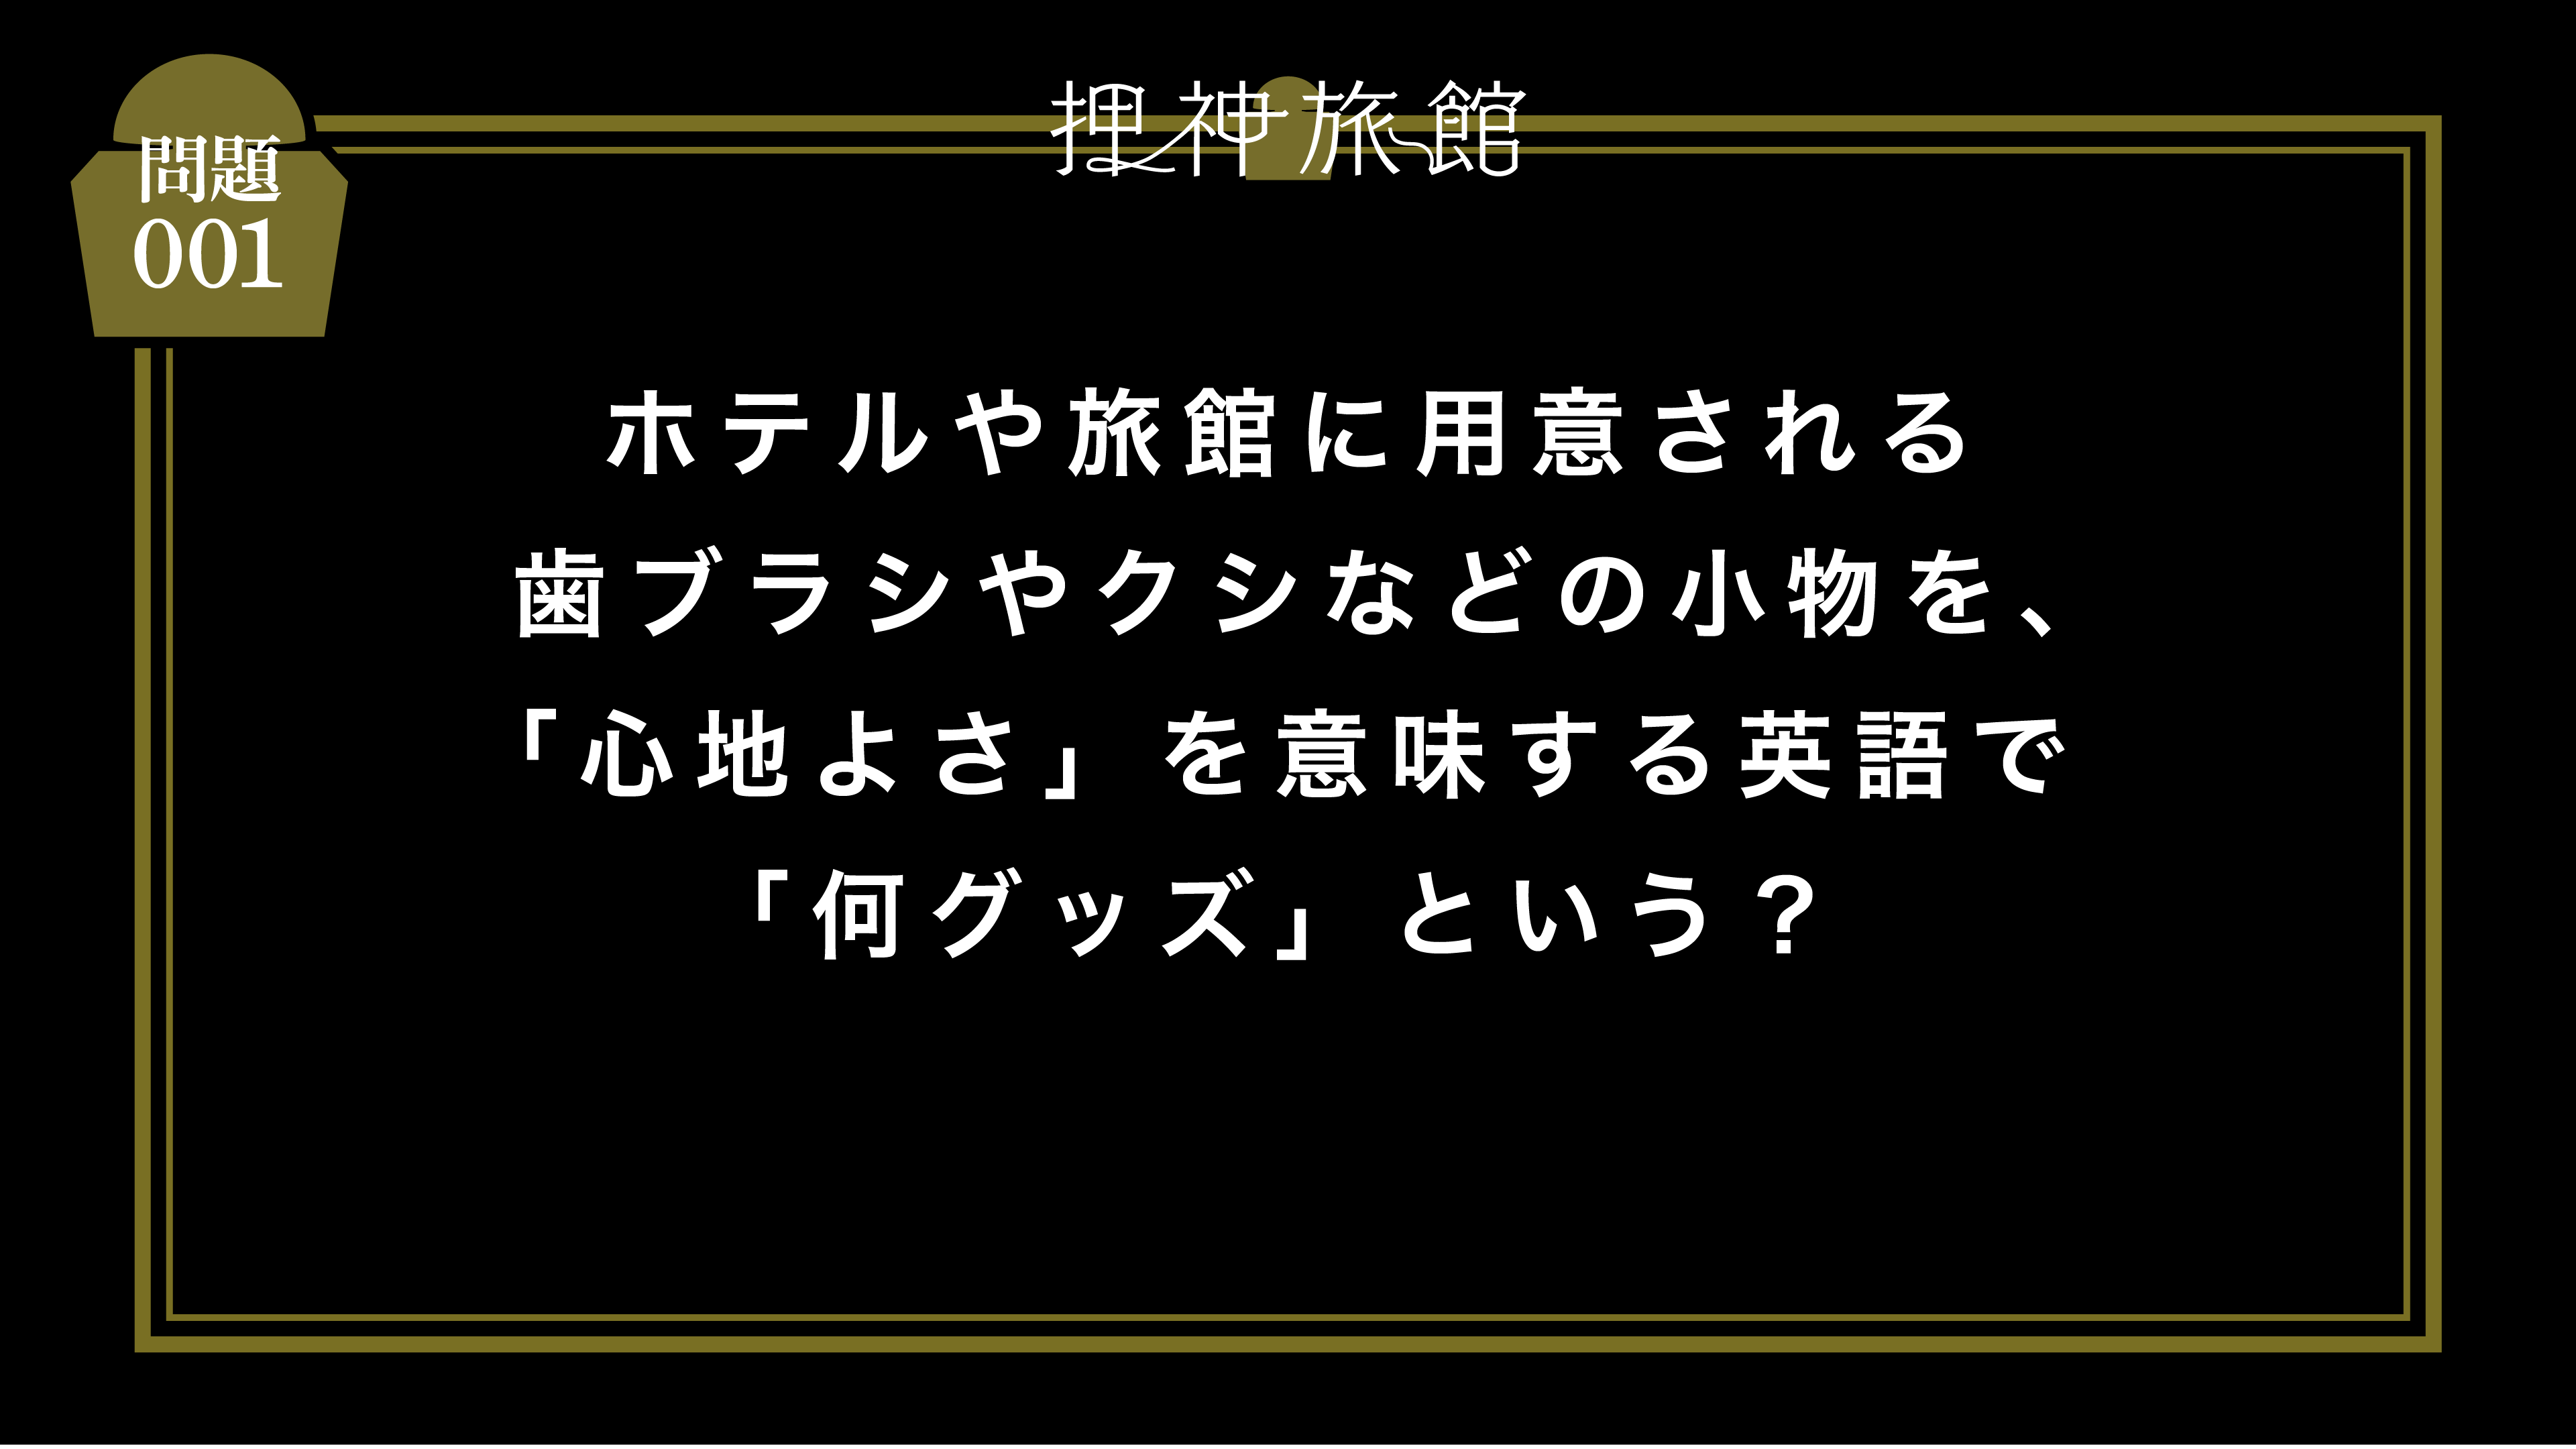 問題
001
押神旅館
ホテルや旅館に用意される
歯ブラシやクシなどの小物を、
「心地よさ」を意味する英語で
「何グッズ」という？